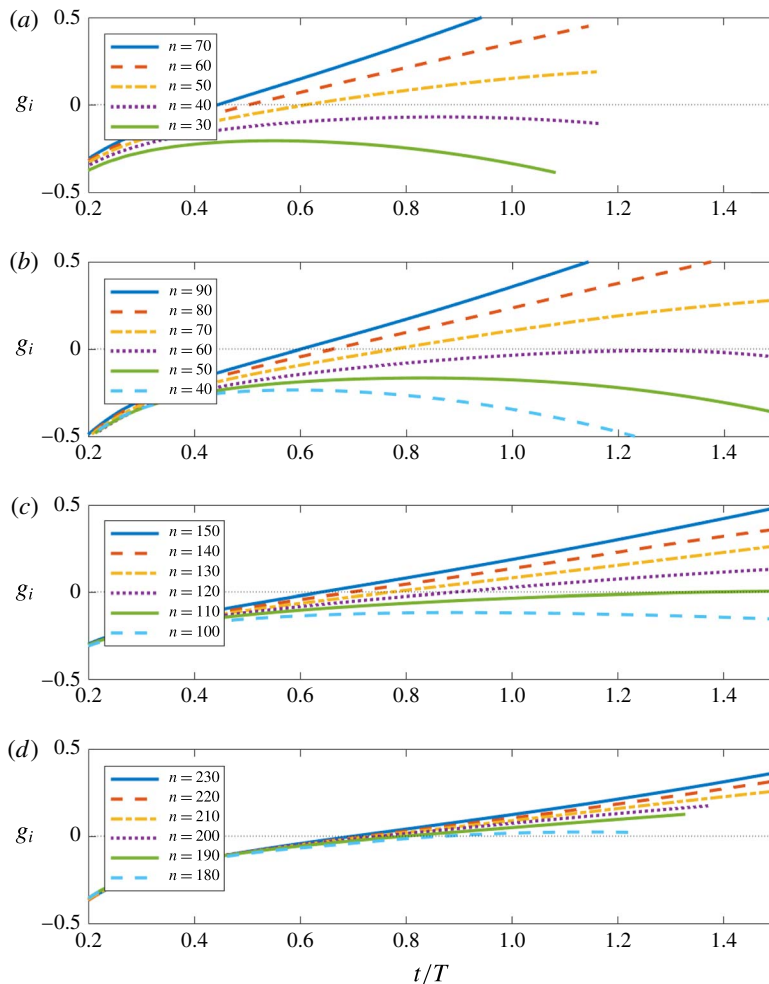 (a)
0.5
n = 70
n = 60
n = 50
n = 40
n = 30
g_i
0
−0.5
0.2 0.4 0.6 0.8 1.0 1.2 1.4
(b)
0.5
n = 90
n = 80
n = 70
n = 60
n = 50
n = 40
g_i
0
−0.5
0.2 0.4 0.6 0.8 1.0 1.2 1.4
(c)
0.5
n = 150
n = 140
n = 130
n = 120
n = 110
n = 100
g_i
0
−0.5
0.2 0.4 0.6 0.8 1.0 1.2 1.4
(d)
0.5
n = 230
n = 220
n = 210
n = 200
n = 190
n = 180
g_i
0
−0.5
0.2 0.4 0.6 0.8 1.0 1.2 1.4
t/T